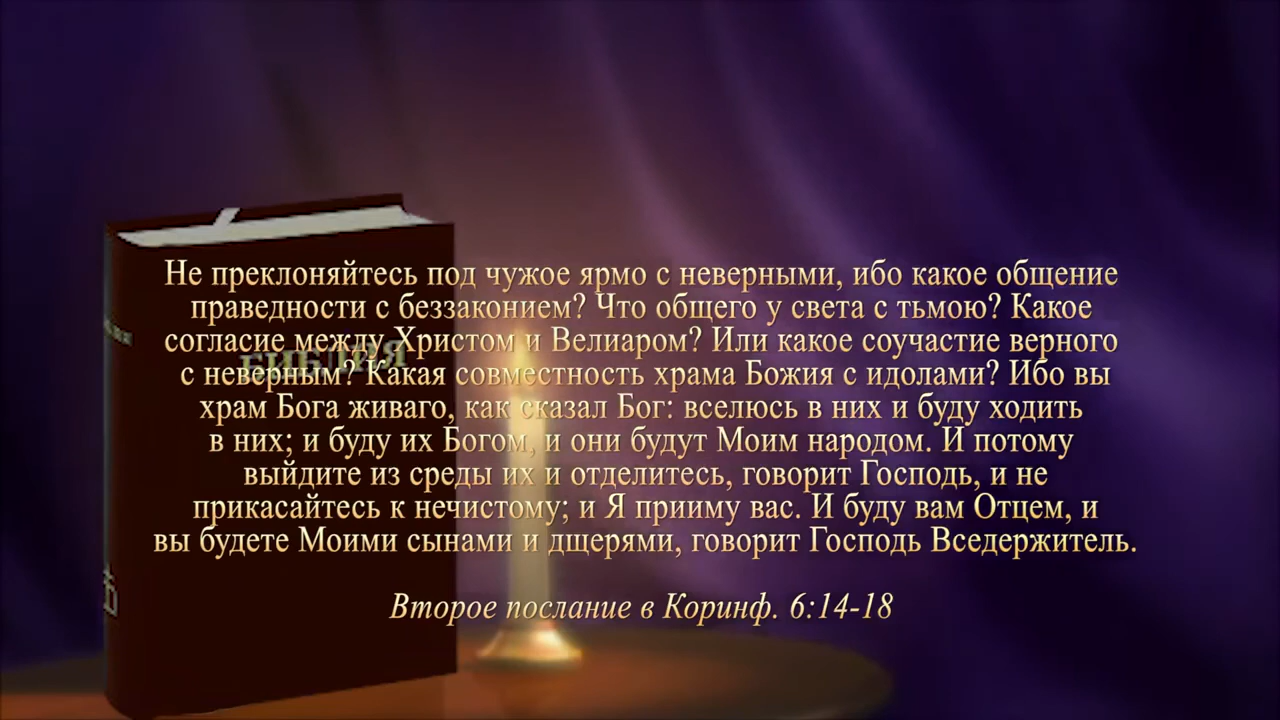 Не преклоняйтесь под чужое ярмо с неверными, ибо какое общение
праведности с беззаконием? Что общего у света с тьмою? Какое
согласие между Христом и Велиаром? Или какое соучастие верного
с неверным? Какая совместность храма Божия с идолами? Ибо вы
храм Бога живаго, как сказал Бог: вселюсь в них и буду ходить
в них; и буду их Богом, и они будут Моим народом. И потому
выйдите из среды их и отделитесь, говорит Господь, и не
прикасайтесь к нечистому; и Я прииму вас. И буду вам Отцем, и
вы будете Моими сынами и дщерями, говорит Господь Вседержитель.
Второе послание в Коринф. 6:14-18
БИБЛИЯ